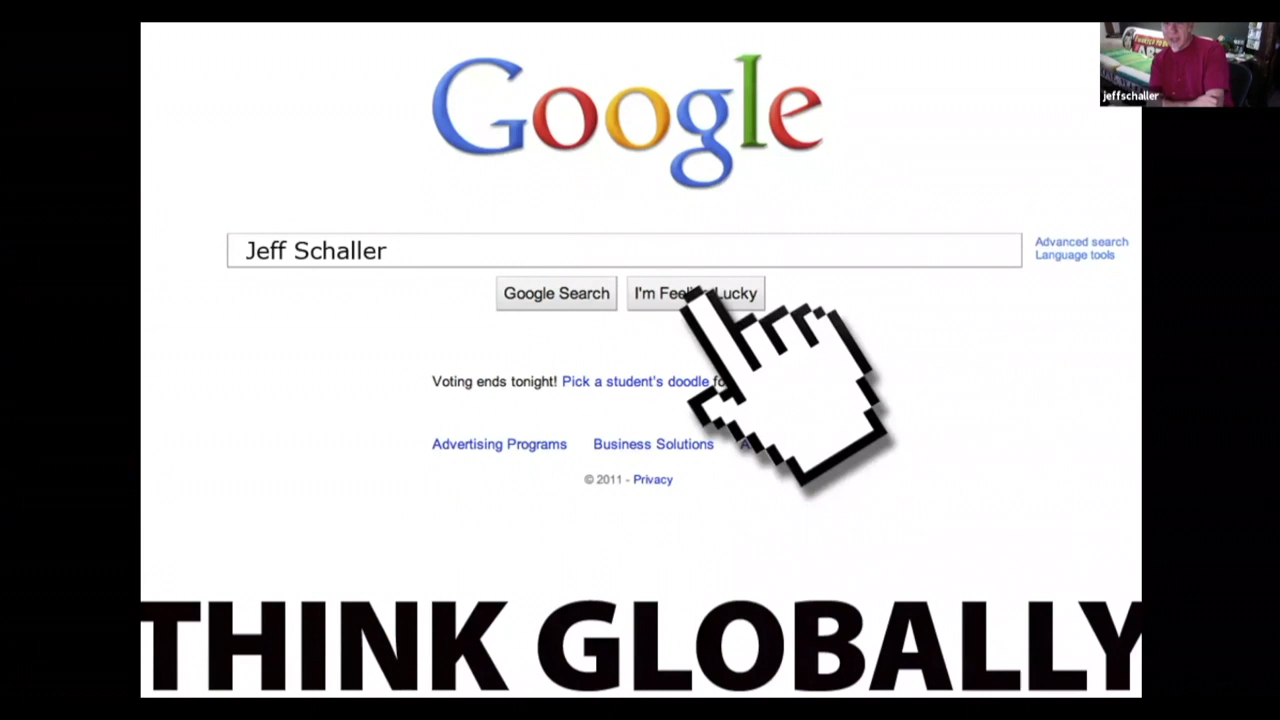 Google
jeffschaller
Jeff Schaller
Advanced search
Language tools
Google Search
I'm Lucky
Voting ends tonight! Pick a student's doodle
Advertising Programs Business Solutions
© 2011 - Privacy
THINK GLOBALLY